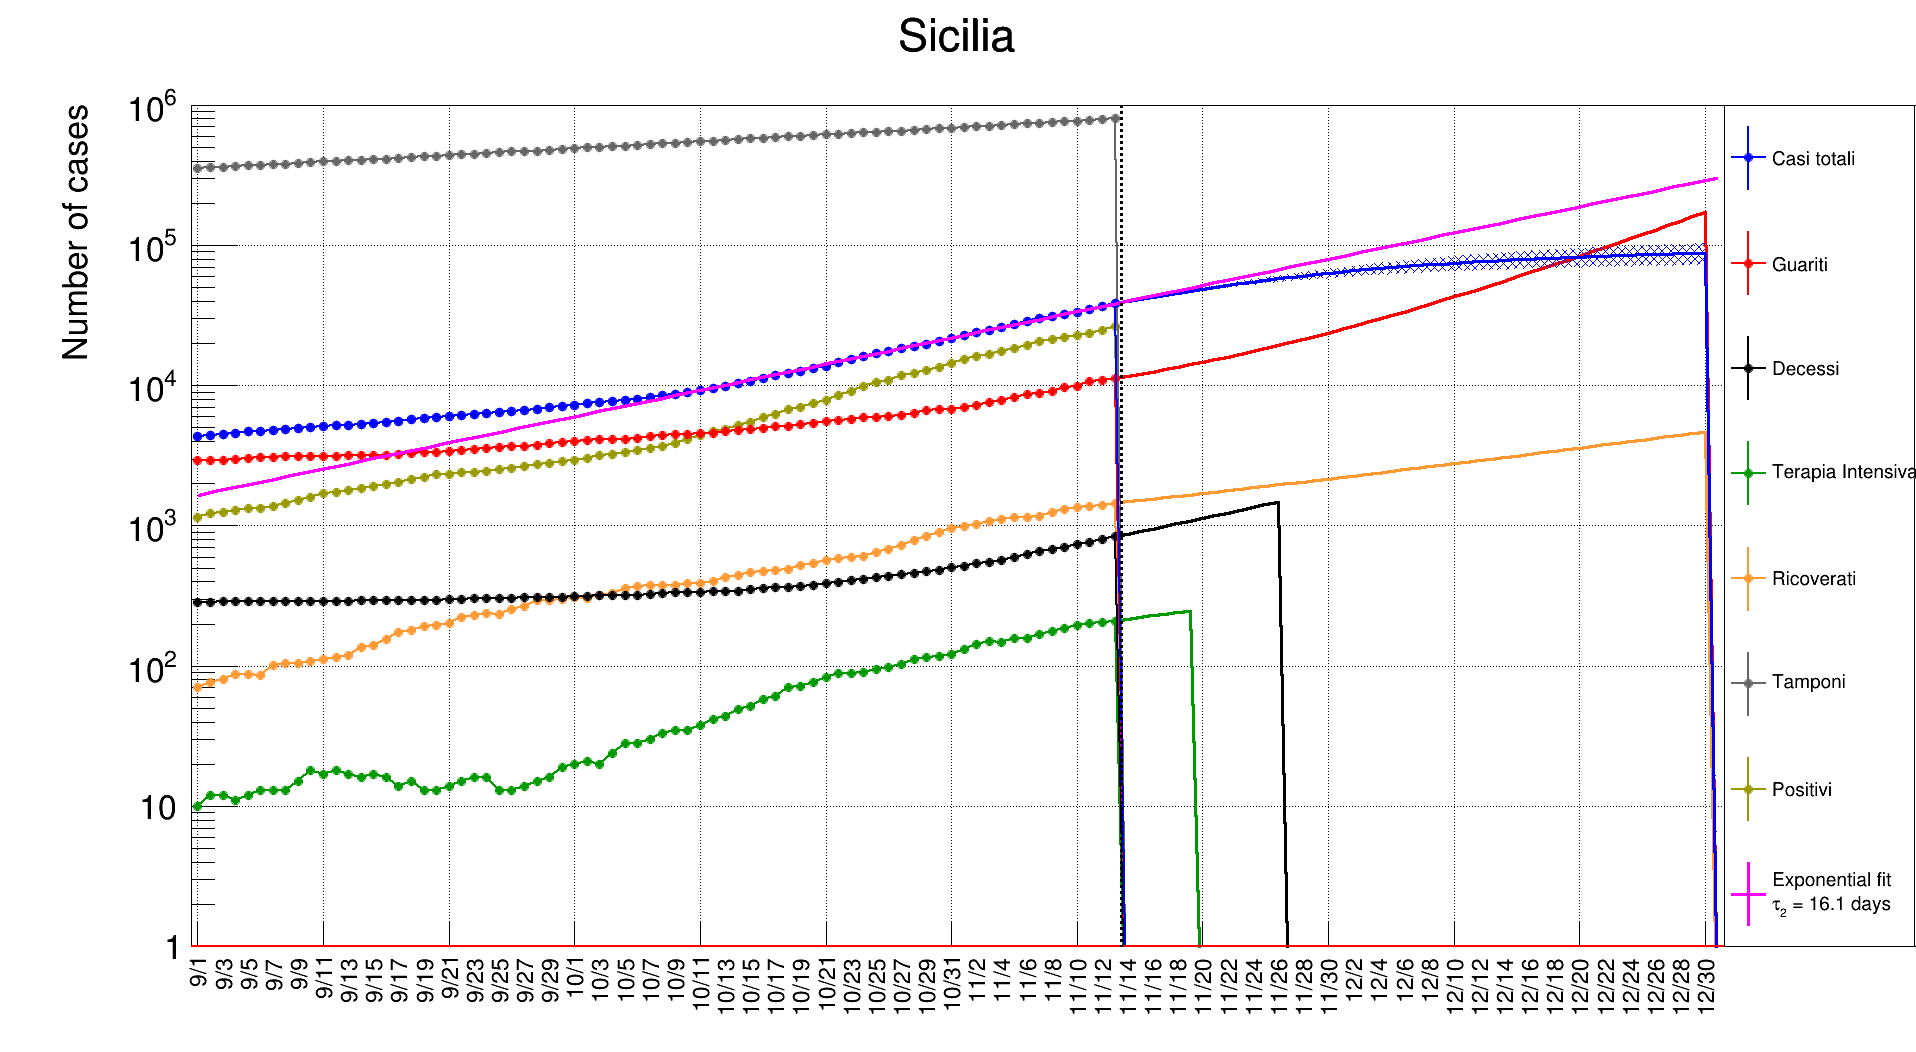 Sicilia
Number of cases
10^6
10^5
10^4
10^3
10^2
10
1
9/1 9/3 9/5 9/7 9/9 9/11 9/13 9/15 9/17 9/19 9/21 9/23 9/25 9/27 9/29 10/1 10/3 10/5 10/7 10/9 10/11 10/13 10/15 10/17 10/19 10/21 10/23 10/25 10/27 10/29 10/31 11/2 11/4 11/6 11/8 11/10 11/12 11/14 11/16 11/18 11/20 11/22 11/24 11/26 11/28 11/30 12/2 12/4 12/6 12/8 12/10 12/12 12/14 12/16 12/18 12/20 12/22 12/24 12/26 12/28 12/30
Casi totali
Guariti
Decessi
Terapia Intensiva
Ricoverati
Tamponi
Positivi
Exponential fit
τ₂ = 16.1 days